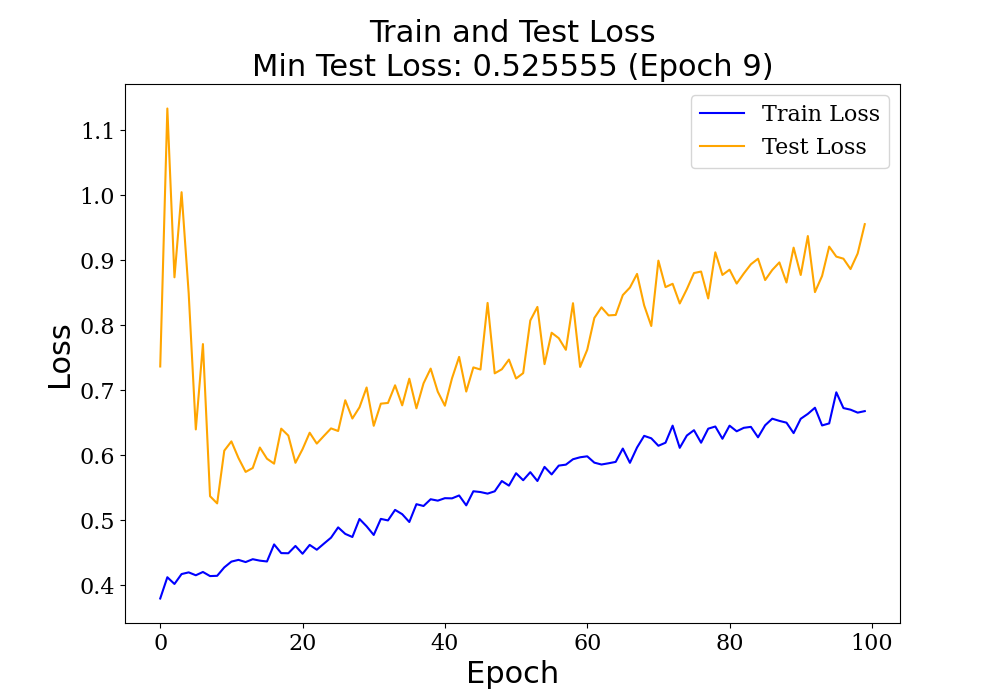 Train and Test Loss
Min Test Loss: 0.525555 (Epoch 9)
Train Loss
Test Loss
1.1
1.0
0.9
0.8
0.7
0.6
0.5
0.4
Loss
0 20 40 60 80 100
Epoch